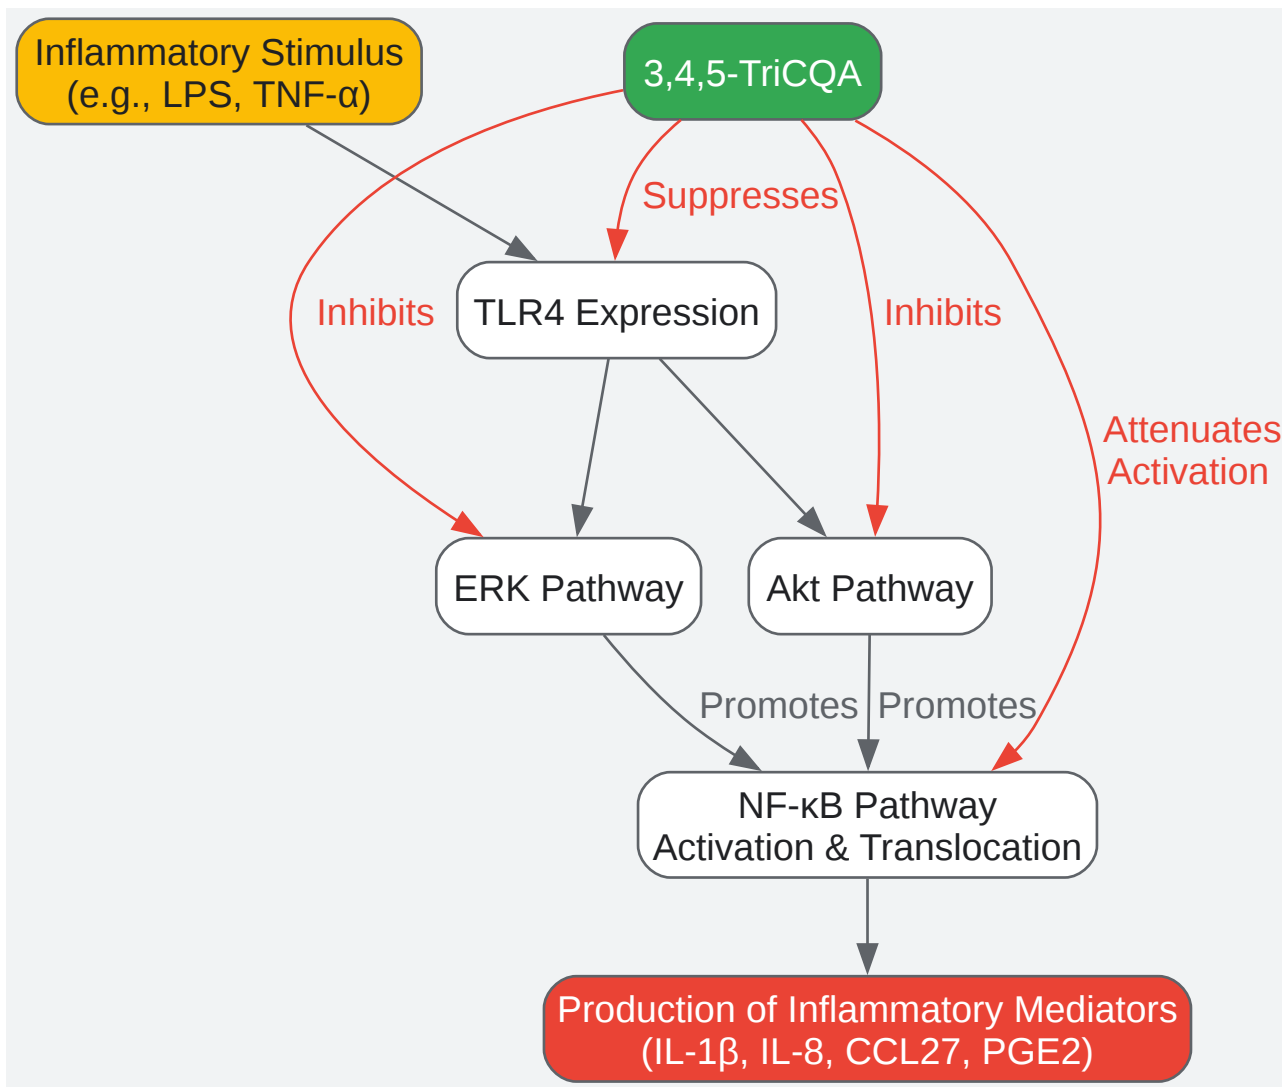 Inflammatory Stimulus
(e.g., LPS, TNF-α)
3,4,5-TriCQA
Suppresses
Inhibits
TLR4 Expression
Inhibits
Attenuates
Activation
ERK Pathway
Akt Pathway
Promotes
Promotes
NF-κB Pathway
Activation & Translocation
Production of Inflammatory Mediators
(IL-1β, IL-8, CCL27, PGE2)